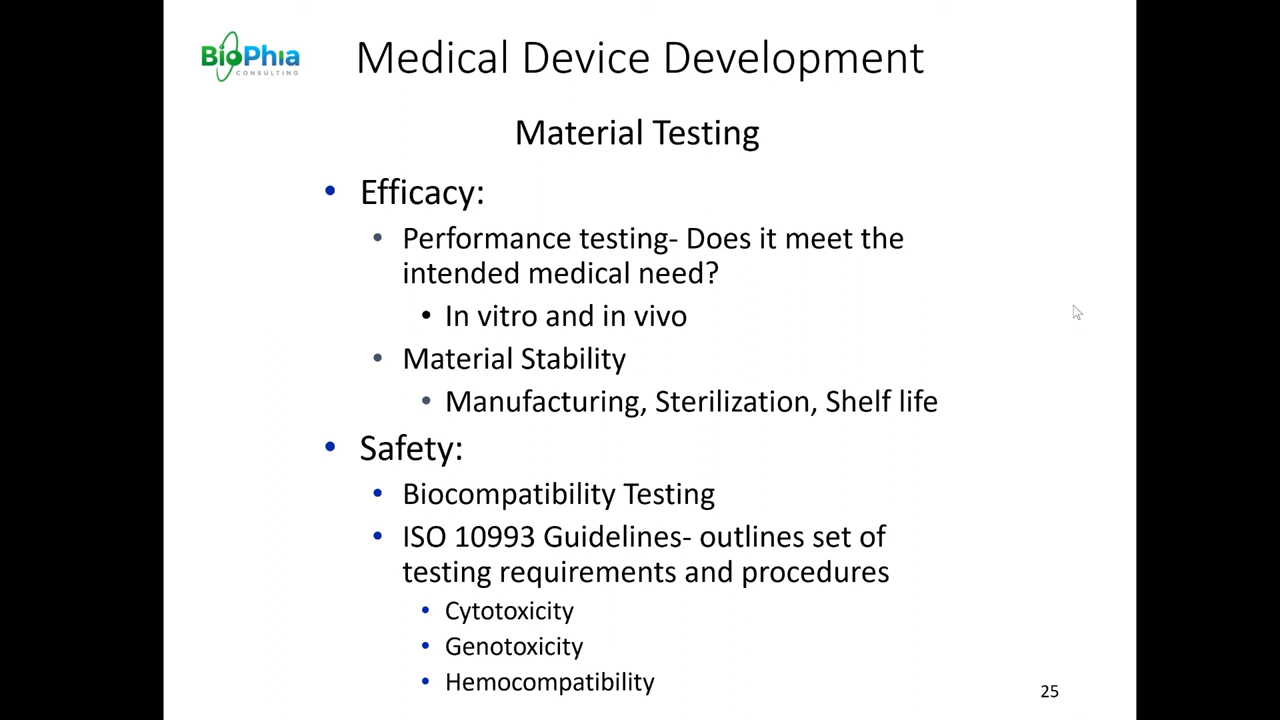 BioPhia
CONSULTING
Medical Device Development
Material Testing
• Efficacy:
• Performance testing- Does it meet the
intended medical need?
• In vitro and in vivo
• Material Stability
• Manufacturing, Sterilization, Shelf life
• Safety:
• Biocompatibility Testing
• ISO 10993 Guidelines- outlines set of
testing requirements and procedures
• Cytotoxicity
• Genotoxicity
• Hemocompatibility
25